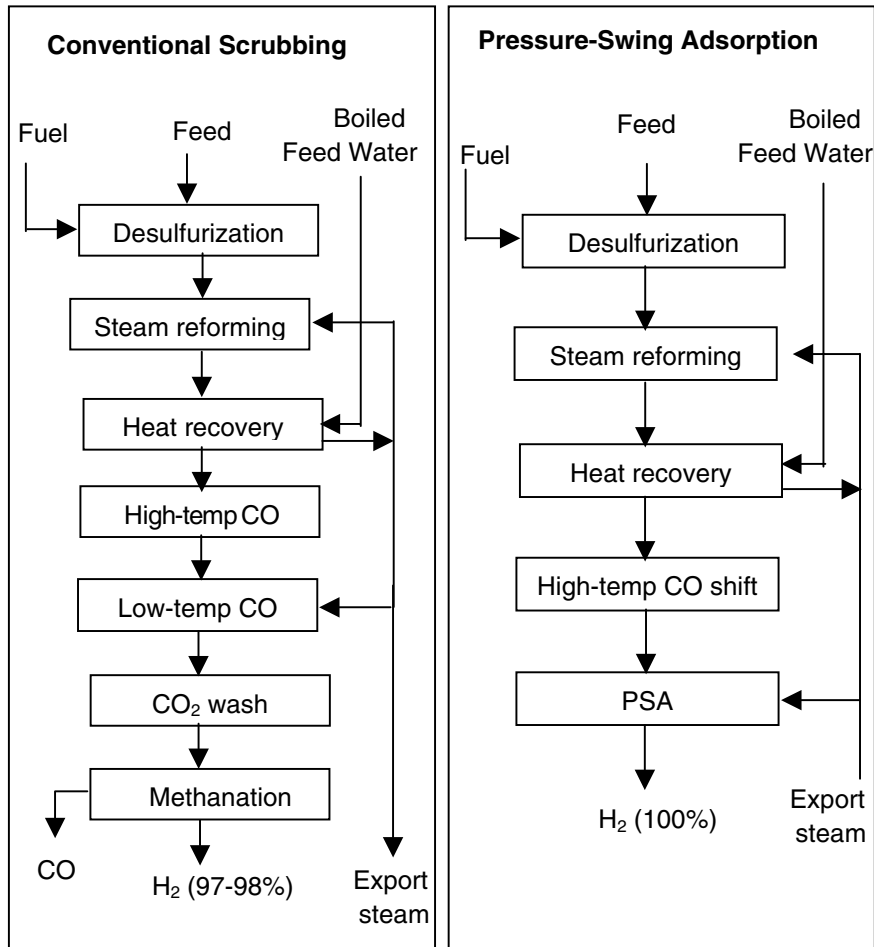 Conventional Scrubbing
Fuel
Feed
Boiled
Feed Water
Desulfurization
Steam reforming
Heat recovery
High-temp CO
Low-temp CO
CO₂ wash
Methanation
CO
H₂ (97-98%)
Export
steam
Pressure-Swing Adsorption
Fuel
Feed
Boiled
Feed Water
Desulfurization
Steam reforming
Heat recovery
High-temp CO shift
PSA
H₂ (100%)
Export
steam